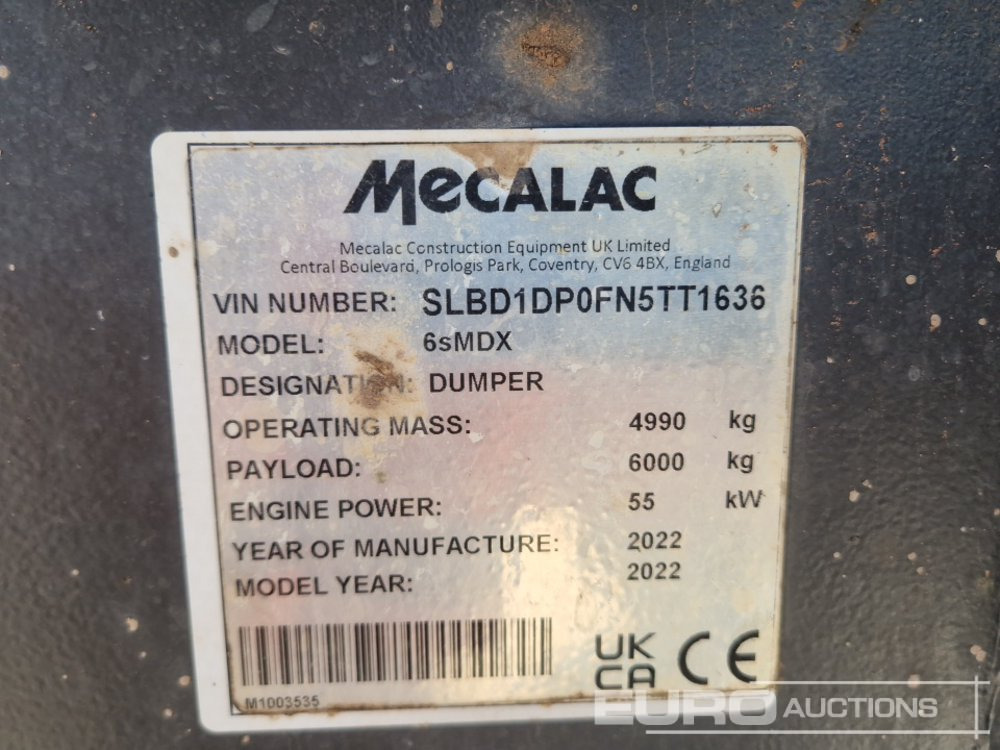 MECALAC
Mecalac Construction Equipment UK Limited
Central Boulevard, Prologis Park, Coventry, CV6 4BX, England
VIN NUMBER: SLBD1DP0FN5TT1636
MODEL: 6sMDX
DESIGNATION: DUMPER
OPERATING MASS: 4990 kg
PAYLOAD: 6000 kg
ENGINE POWER: 55 kW
YEAR OF MANUFACTURE: 2022
MODEL YEAR: 2022
UK CE
CA
M1003535
EURO AUCTIONS